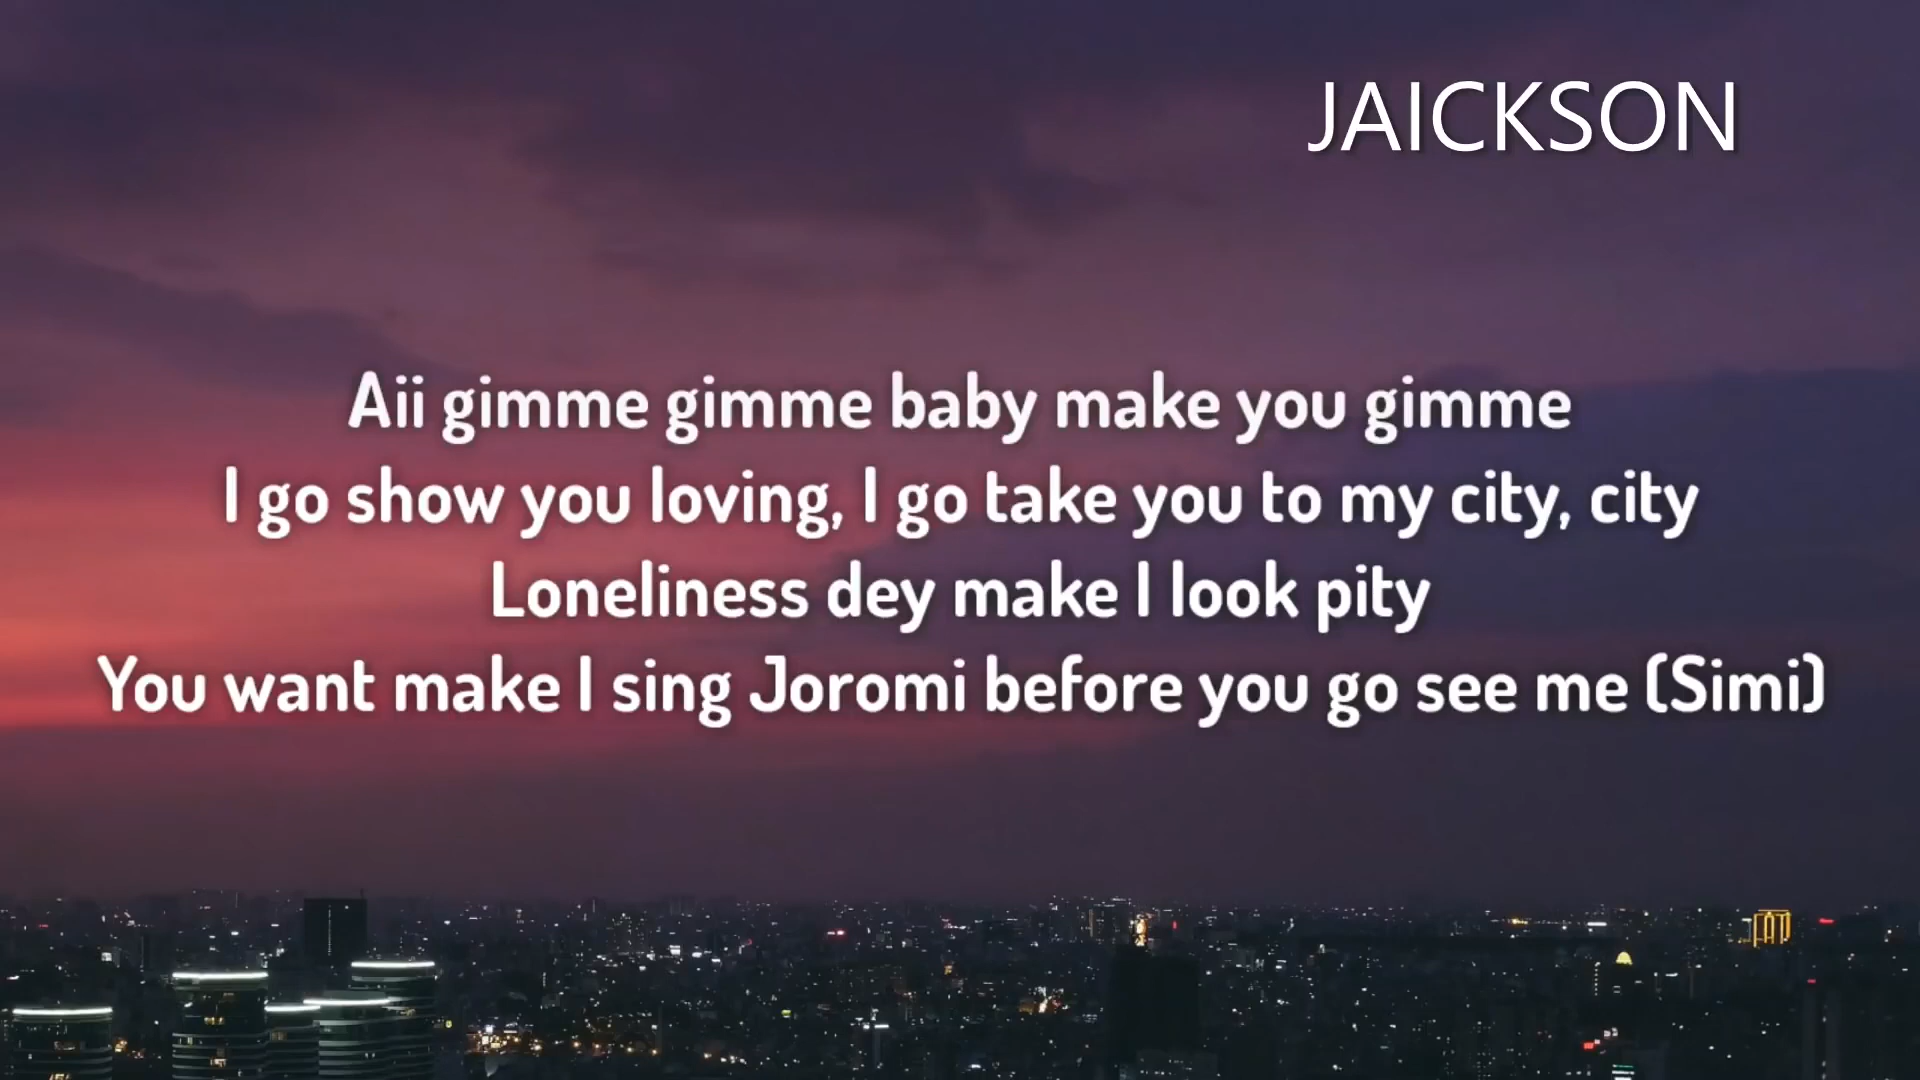 JAICKSON
Aii gimme gimme baby make you gimme
I go show you loving, I go take you to my city, city
Loneliness dey make I look pity
You want make I sing Joromi before you go see me (Simi)